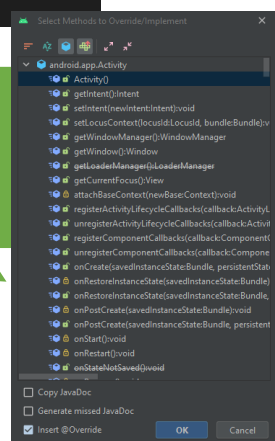 Select Methods to Override/Implement
android.app.Activity
Activity()
getIntent():Intent
setIntent(newIntent:Intent):void
setLocusContext(locusId:LocusId, bundle:Bundle):v
getWindowManager():WindowManager
getWindow():Window
getLoaderManager():LoaderManager
getCurrentFocus():View
attachBaseContext(newBase:Context):void
registerActivityLifecycleCallbacks(callback:ActivityL
unregisterActivityLifecycleCallbacks(callback:Activit
registerComponentCallbacks(callback:ComponentC
unregisterComponentCallbacks(callback:Compone
onCreate(savedInstanceState:Bundle, persistentStat
onRestoreInstanceState(savedInstanceState:Bundle)
onRestoreInstanceState(savedInstanceState:Bundle,
onPostCreate(savedInstanceState:Bundle):void
onPostCreate(savedInstanceState:Bundle, persistent
onStart():void
onRestart():void
onStateNotSaved():void
Copy JavaDoc
Generate missed JavaDoc
Insert @Override
OK
Cancel